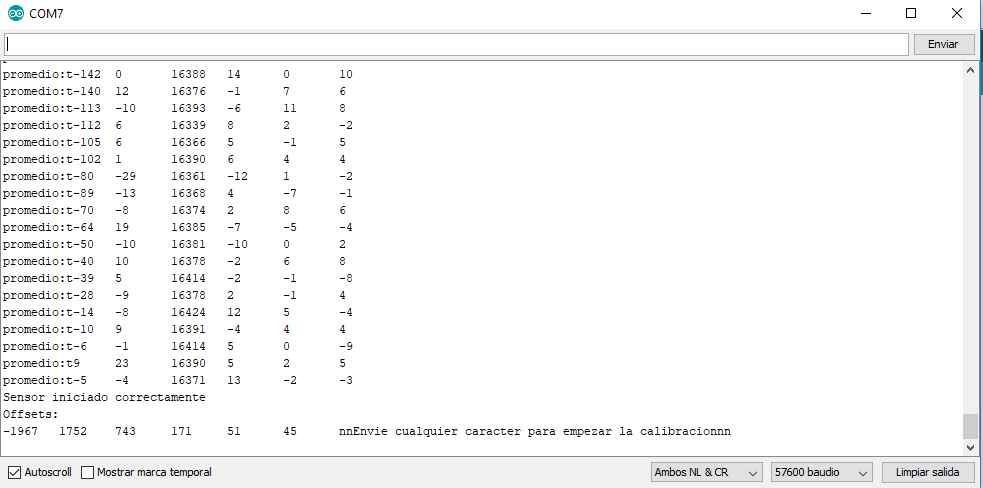 COM7
Enviar
promedio:t-142 0 16388 14 0 10
promedio:t-140 12 16376 -1 7 6
promedio:t-113 -10 16393 -6 11 8
promedio:t-112 6 16339 8 2 -2
promedio:t-105 6 16366 5 -1 5
promedio:t-102 1 16390 6 4 4
promedio:t-80 -29 16361 -12 1 -2
promedio:t-89 -13 16368 4 -7 -1
promedio:t-70 -8 16374 2 8 6
promedio:t-64 19 16385 -7 -5 -4
promedio:t-50 -10 16381 -10 0 2
promedio:t-40 10 16378 -2 6 8
promedio:t-39 5 16414 -2 -1 -8
promedio:t-28 -9 16378 2 -1 4
promedio:t-14 -8 16424 12 5 -4
promedio:t-10 9 16391 -4 4 4
promedio:t-6 -1 16414 5 0 -9
promedio:t9 23 16390 5 2 5
promedio:t-5 -4 16371 13 -2 -3
Sensor iniciado correctamente
Offsets:
-1967 1752 743 171 51 45 nnEnvie cualquier caracter para empezar la calibracionnn
Autoscroll Mostrar marca temporal Ambos NL & CR 57600 baudio Limpiar salida